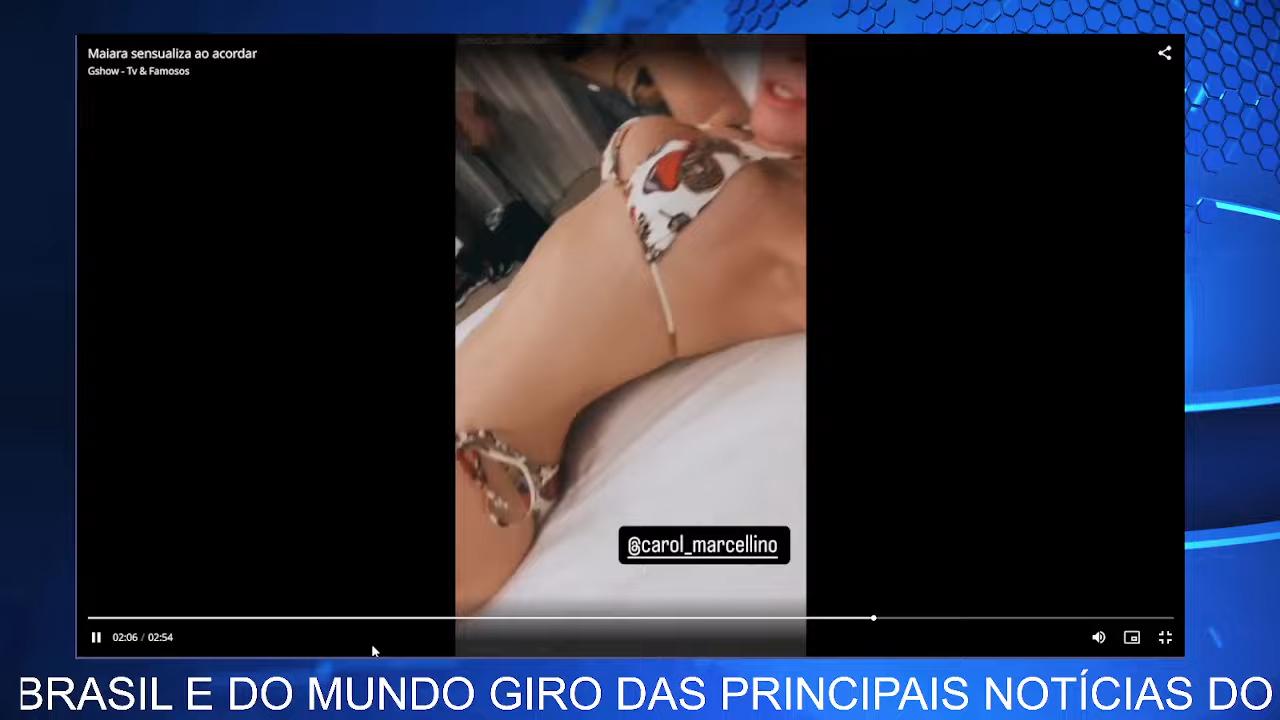 Maiara sensualiza ao acordar
Gshow - Tv & Famosos
@carol_marcellino
02:06 / 02:54
BRASIL E DO MUNDO GIRO DAS PRINCIPAIS NOTÍCIAS DO